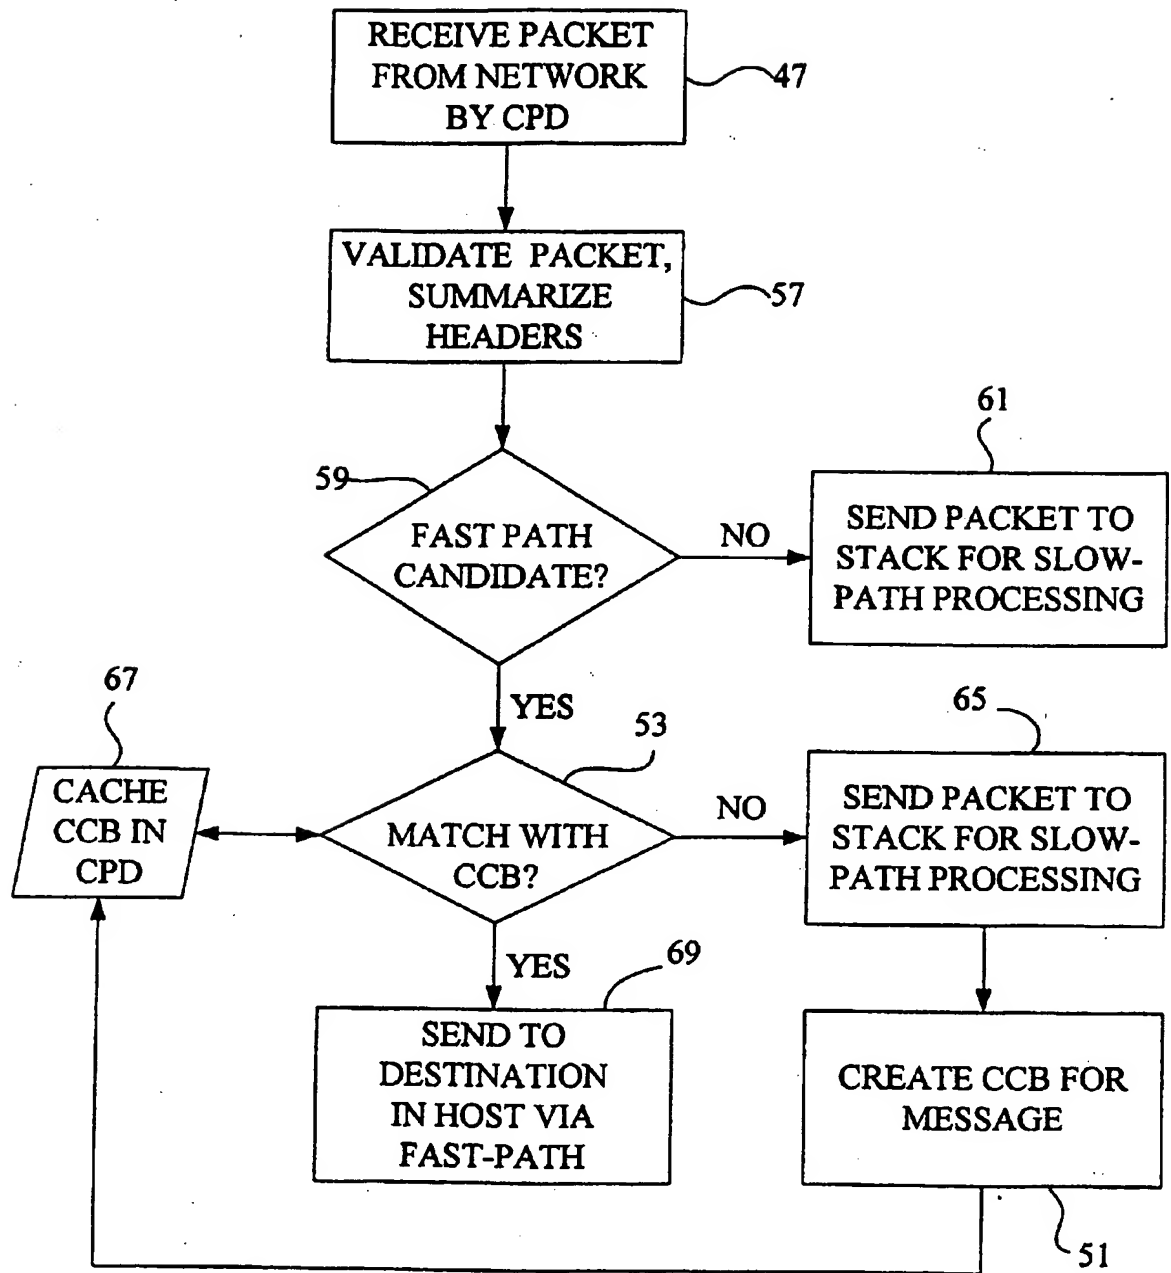 RECEIVE PACKET
FROM NETWORK
BY CPD
47
VALIDATE PACKET,
SUMMARIZE
HEADERS
57
59
FAST PATH
CANDIDATE?
NO
61
SEND PACKET TO
STACK FOR SLOW-
PATH PROCESSING
YES
67
CACHE
CCB IN
CPD
53
MATCH WITH
CCB?
NO
65
SEND PACKET TO
STACK FOR SLOW-
PATH PROCESSING
YES
69
SEND TO
DESTINATION
IN HOST VIA
FAST-PATH
CREATE CCB FOR
MESSAGE
51